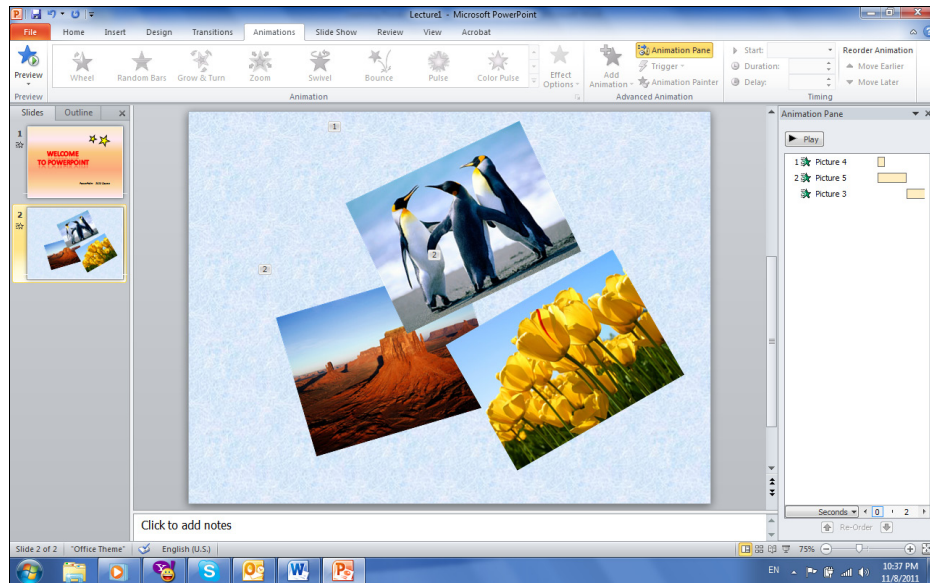 Lecture1 - Microsoft PowerPoint
File Home Insert Design Transitions Animations Slide Show Review View Acrobat
Preview
Wheel Random Bars Grow & Turn Zoom Swivel Bounce Pulse Color Pulse
Effect Options
Add Animation
Animation Pane
Trigger
Animation Painter
Start:
Duration:
Delay:
Reorder Animation
Move Earlier
Move Later
Preview Animation Advanced Animation Timing
Slides Outline
1
WELCOME
TO POWERPOINT
2
1
2
2
Animation Pane
Play
1 Picture 4
2 Picture 5
Picture 3
Seconds 0 2
Re-Order
Click to add notes
Slide 2 of 2 "Office Theme" English (U.S.) 75%
EN 10:37 PM
11/8/2011